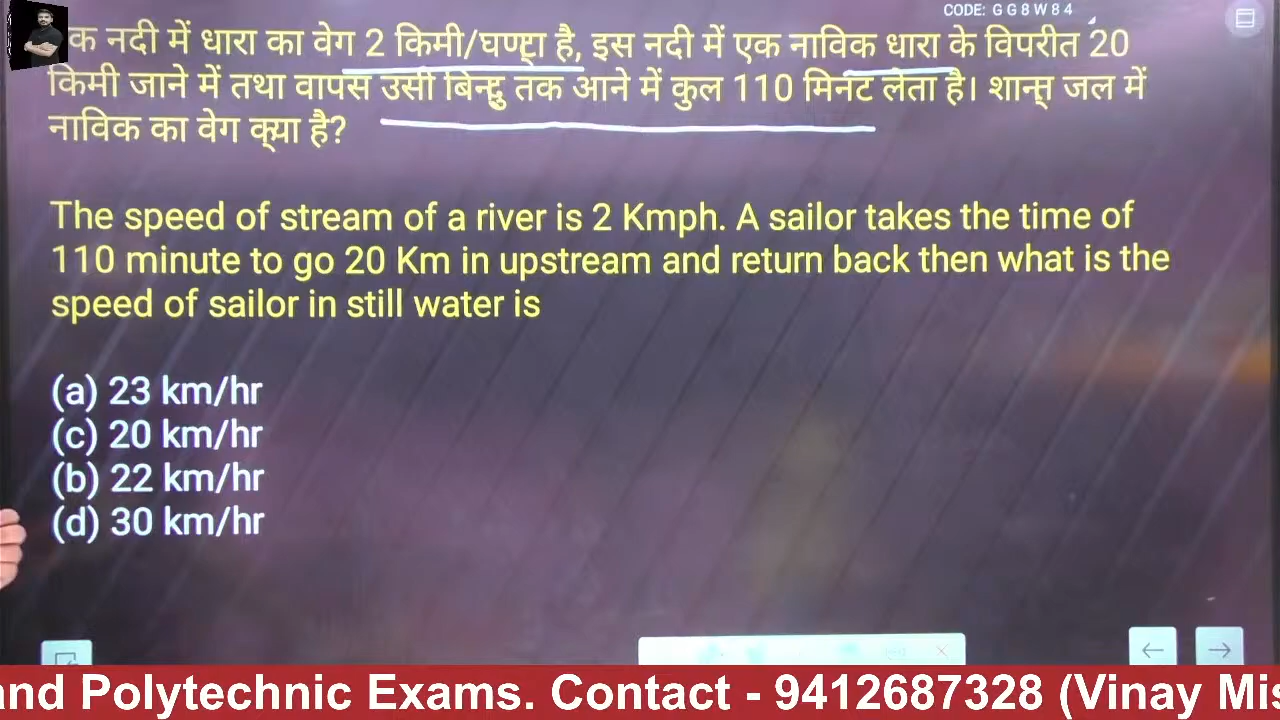 CODE: G G 8 W 8 4
क नदी में धारा का वेग 2 किमी/घण्टा है, इस नदी में एक नाविक धारा के विपरीत 20
किमी जाने में तथा वापस उसी बिन्दु तक आने में कुल 110 मिनट लेता है। शान्त जल में
नाविक का वेग क्या है?
The speed of stream of a river is 2 Kmph. A sailor takes the time of
110 minute to go 20 Km in upstream and return back then what is the
speed of sailor in still water is
(a) 23 km/hr
(c) 20 km/hr
(b) 22 km/hr
(d) 30 km/hr
and Polytechnic Exams. Contact - 9412687328 (Vinay Mis